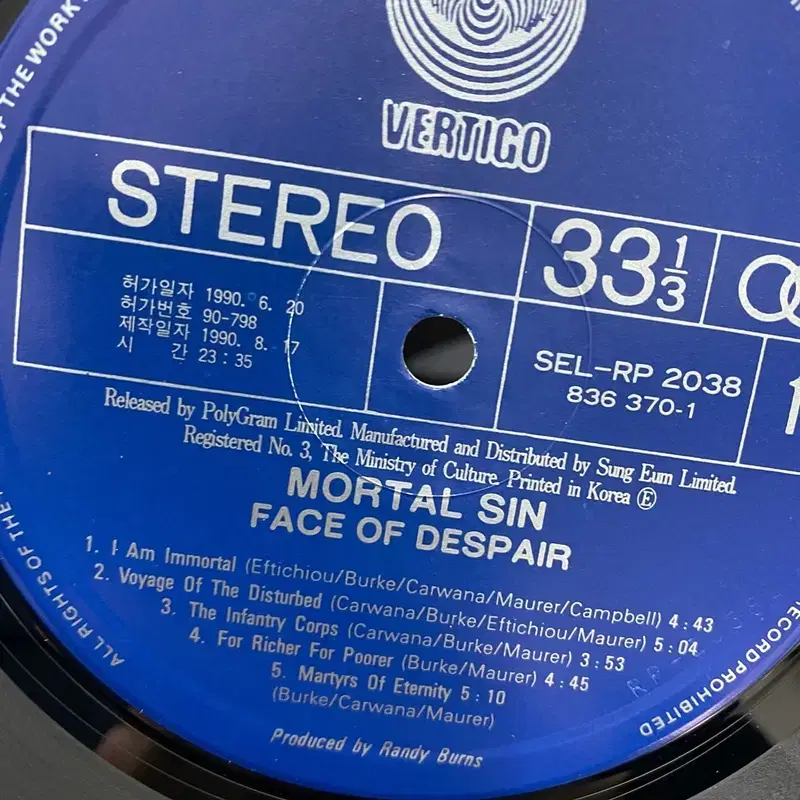 VERTIGO
STEREO
33 1/3
허가일자 1990. 6. 20
허가번호 90-798
제작일자 1990. 8. 17
시 간 23 : 35
SEL-RP 2038
836 370-1
1
Released by PolyGram Limited. Manufactured and Distributed by Sung Eum Limited.
Registered No. 3, The Ministry of Culture. Printed in Korea Ⓔ
MORTAL SIN
FACE OF DESPAIR
1. I Am Immortal (Eftichiou/Burke/Carwana/Maurer/Campbell) 4 : 43
2. Voyage Of The Disturbed (Carwana/Burke/Eftichiou/Maurer) 5 : 04
3. The Infantry Corps (Carwana/Burke/Maurer) 3 : 53
4. For Richer For Poorer (Burke/Maurer) 4 : 45
5. Martyrs Of Eternity 5 : 10
(Burke/Carwana/Maurer)
Produced by Randy Burns
ALL RIGHTS OF THE
OF THE WORK
RECORD PROHIBITED